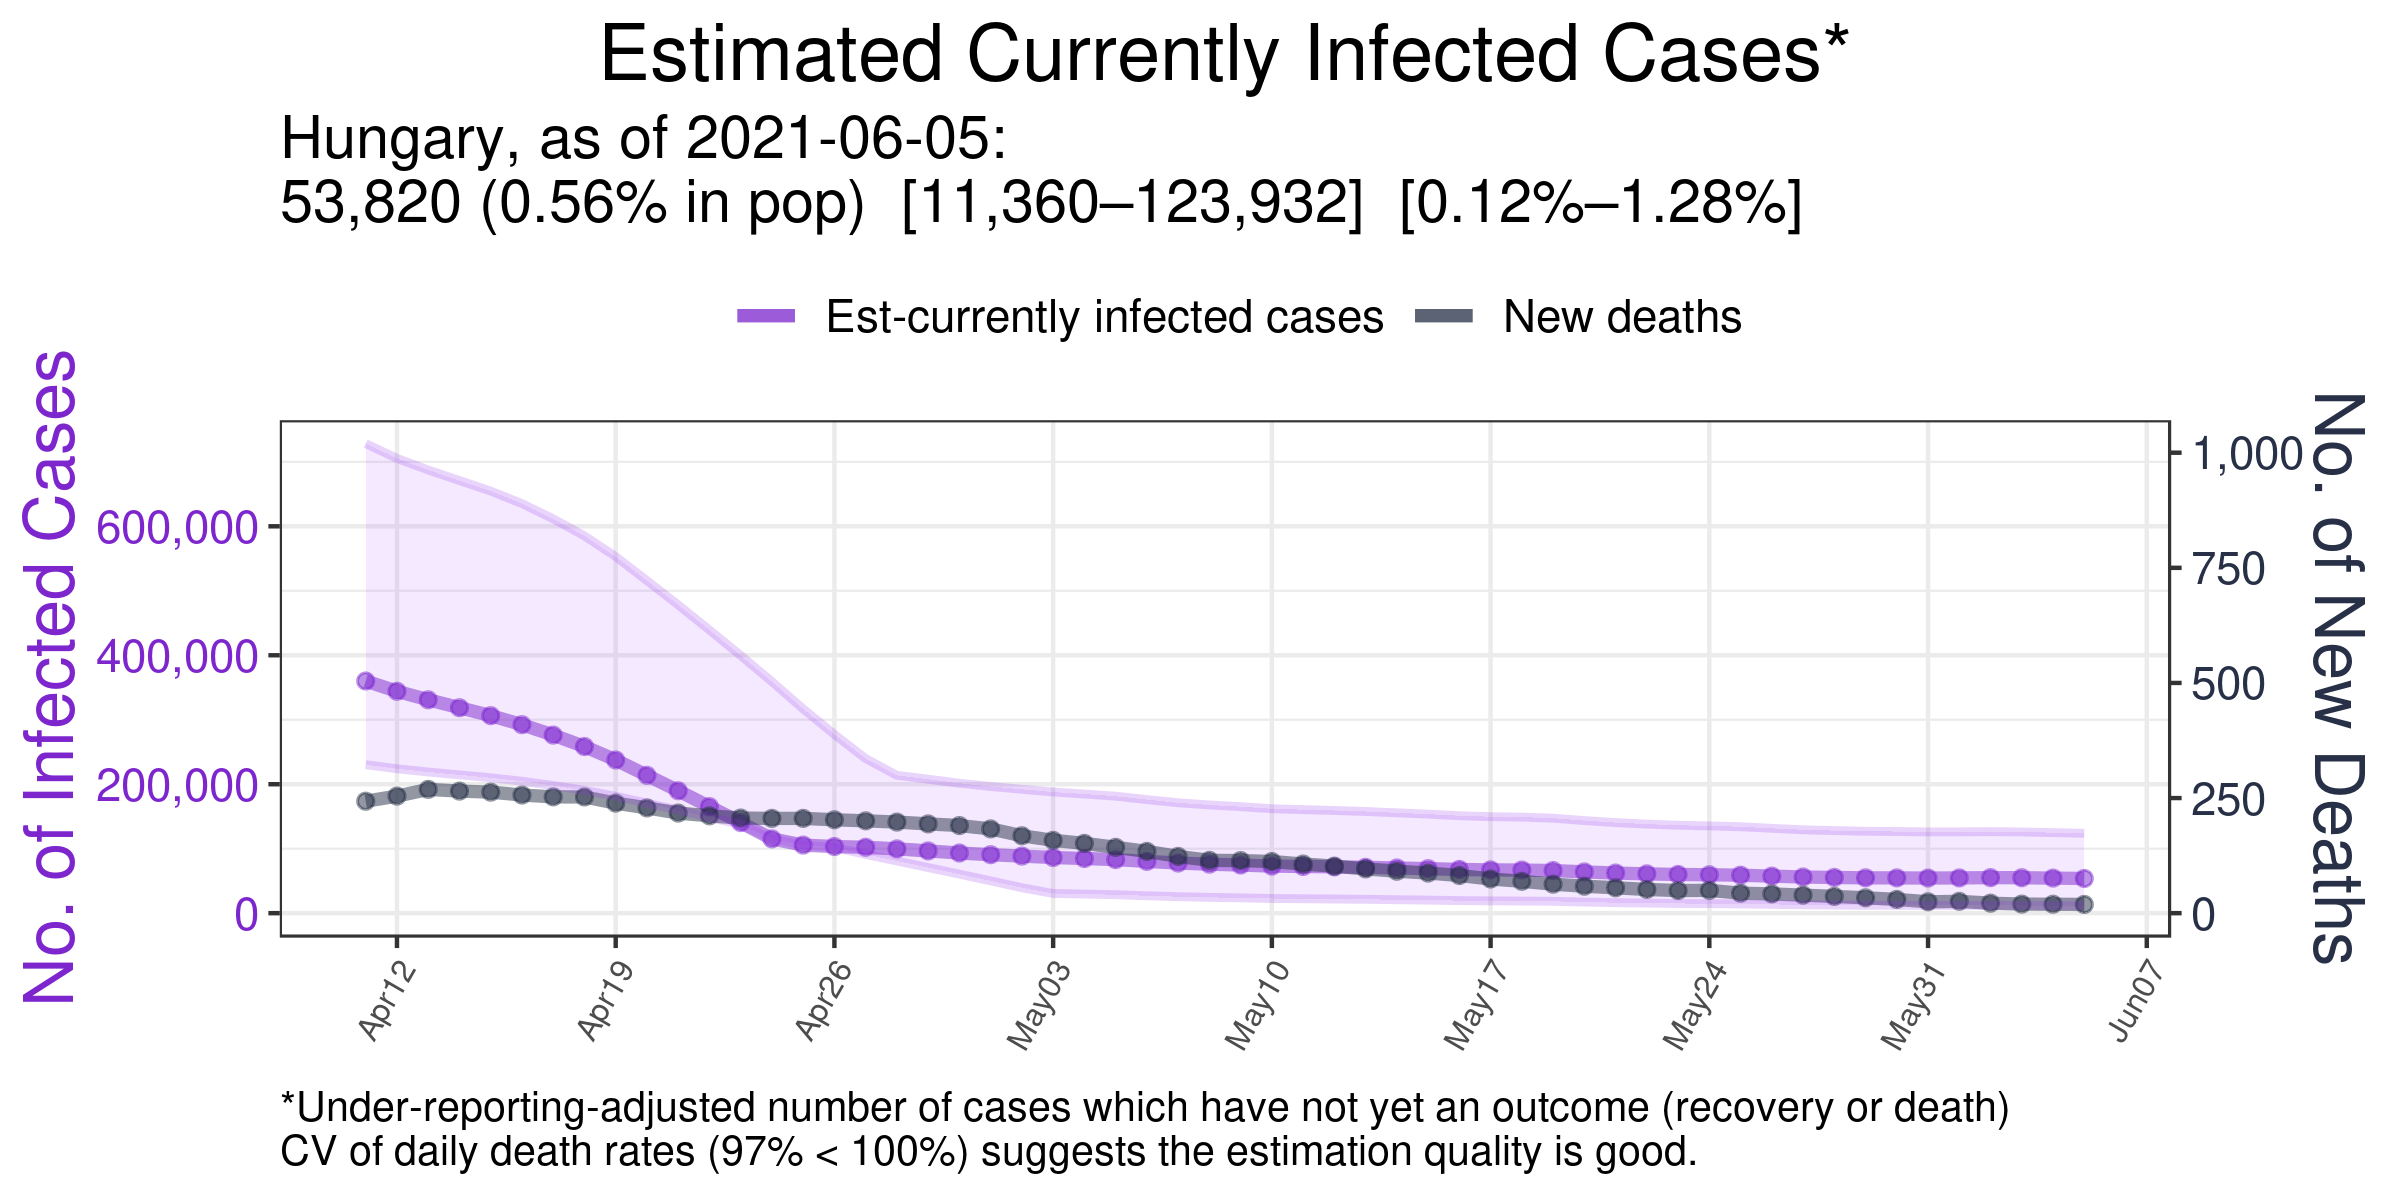 Estimated Currently Infected Cases*
Hungary, as of 2021-06-05:
53,820 (0.56% in pop)  [11,360–123,932]  [0.12%–1.28%]
Est-currently infected cases
New deaths
No. of Infected Cases
600,000
400,000
200,000
0
1,000
750
500
250
0
No. of New Deaths
Apr12
Apr19
Apr26
May03
May10
May17
May24
May31
Jun07
*Under-reporting-adjusted number of cases which have not yet an outcome (recovery or death)
CV of daily death rates (97% < 100%) suggests the estimation quality is good.